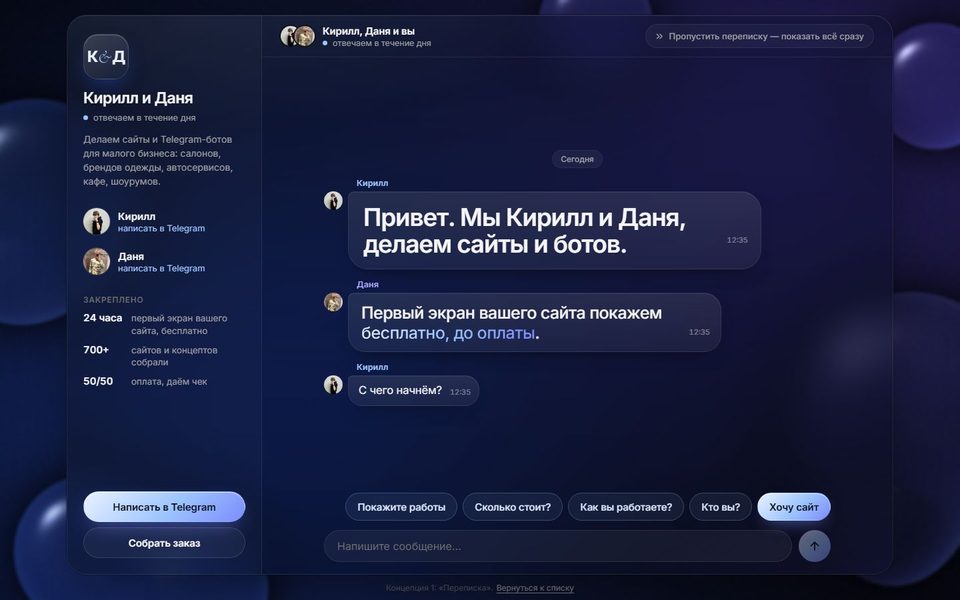 К&Д
Кирилл и Даня
отвечаем в течение дня
Делаем сайты и Telegram-ботов
для малого бизнеса: салонов,
брендов одежды, автосервисов,
кафе, шоурумов.
Кирилл
написать в Telegram
Даня
написать в Telegram
ЗАКРЕПЛЕНО
24 часа первый экран вашего
сайта, бесплатно
700+ сайтов и концептов
собрали
50/50 оплата, даём чек
Написать в Telegram
Собрать заказ
Кирилл, Даня и вы
отвечаем в течение дня
Пропустить переписку — показать всё сразу
Сегодня
Кирилл
Привет. Мы Кирилл и Даня,
делаем сайты и ботов.
12:35
Даня
Первый экран вашего сайта покажем
бесплатно, до оплаты.
12:35
Кирилл
С чего начнём? 12:35
Покажите работы
Сколько стоит?
Как вы работаете?
Кто вы?
Хочу сайт
Напишите сообщение...
Концепция 1: «Переписка». Вернуться к списку